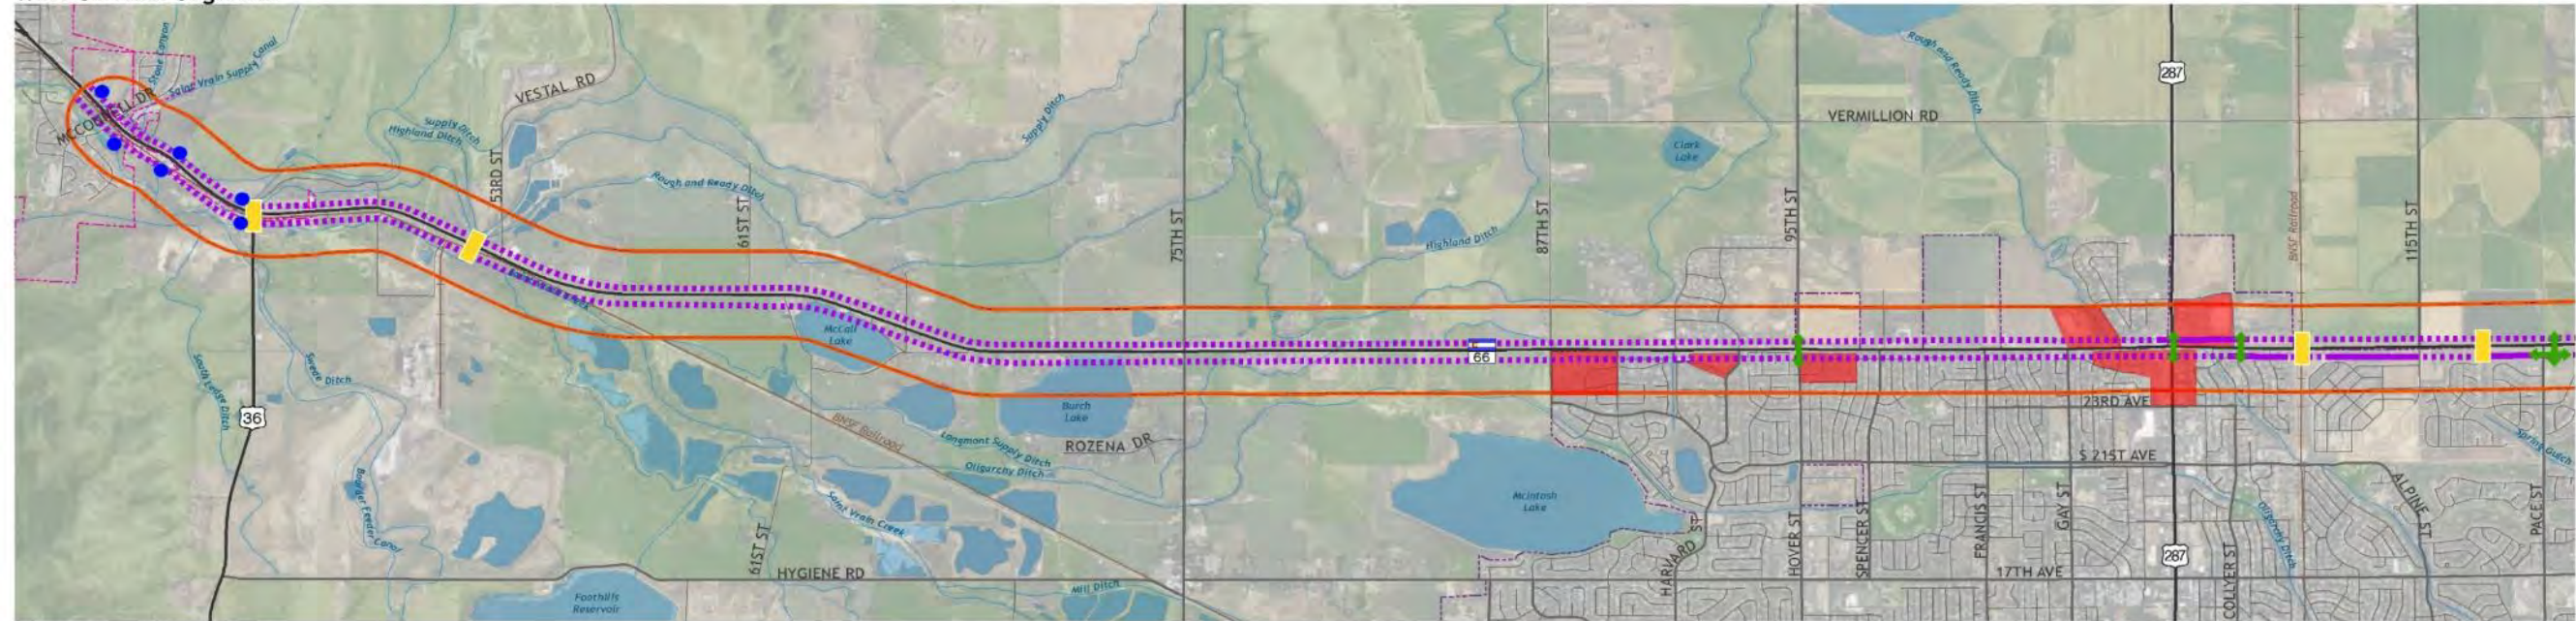 Stone Canyon
Saint Vrain Supply Canal
MCCONNELL DR
VESTAL RD
Supply Ditch
Highland Ditch
53RD ST
Rough and Ready Ditch
61ST ST
Supply Ditch
75TH ST
Highland Ditch
87TH ST
Clark
Lake
95TH ST
VERMILLION RD
Rough and Ready Ditch
287
BNSF Railroad
115TH ST
66
McCall
Lake
South Ledge Ditch
Swede Ditch
36
Boulder Feeder Canal
BNSF Railroad
Burch
Lake
ROZENA DR
Longmont Supply Ditch
Oligarchy Ditch
Saint Vrain Creek
61ST ST
HYGIENE RD
Foothills
Reservoir
Mill Ditch
McIntosh
Lake
HARVARD ST
HOVER ST
SPENCER ST
FRANCIS ST
GAY ST
23RD AVE
S 21ST AVE
17TH AVE
287
COLLYER ST
Oligarchy Ditch
ALPINE ST
PACE ST
Spring Gulch